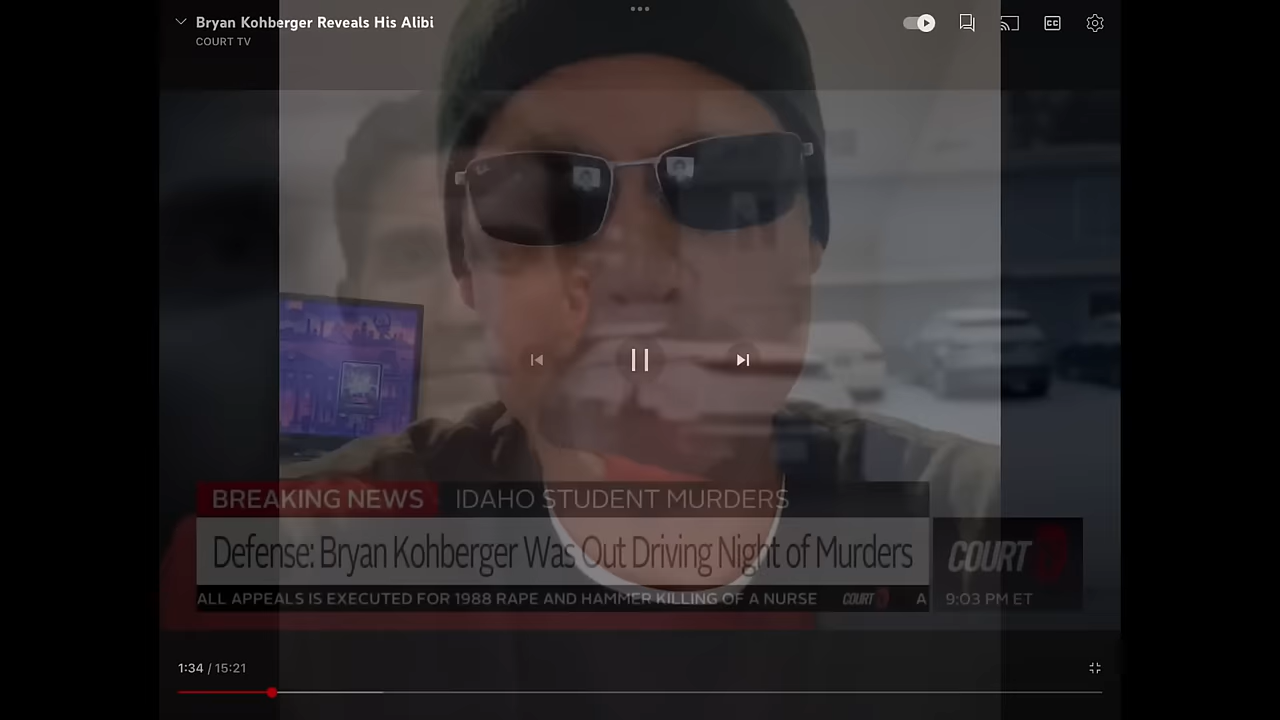 Bryan Kohberger Reveals His Alibi
COURT TV
CC
BREAKING NEWS IDAHO STUDENT MURDERS
Defense: Bryan Kohberger Was Out Driving Night of Murders
COURT
ALL APPEALS IS EXECUTED FOR 1988 RAPE AND HAMMER KILLING OF A NURSE COURT A 9:03 PM ET
1:34 / 15:21